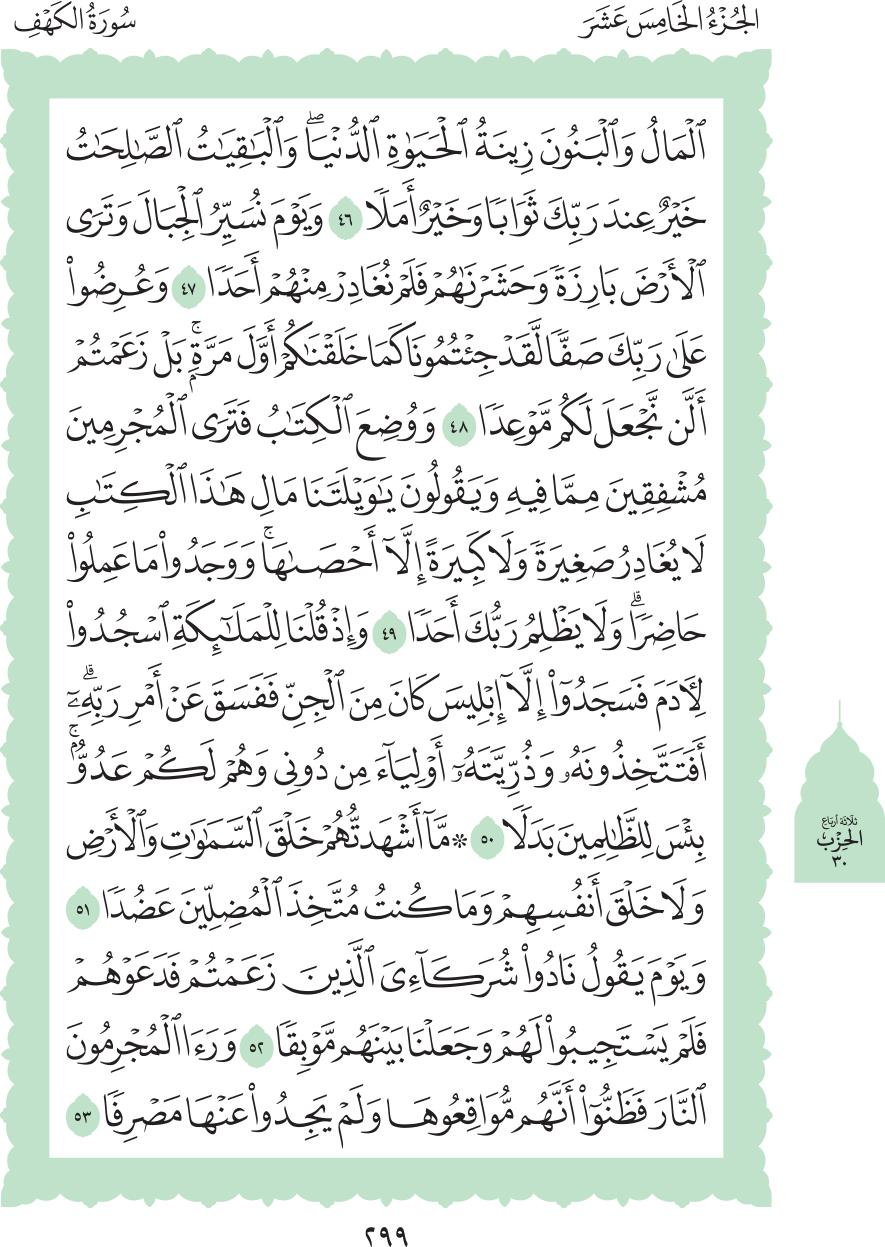 الجُزْءُ الخَامِسَ عَشَرَ
سُورَةُ الكَهْفِ
ٱلْمَالُ وَٱلْبَنُونَ زِينَةُ ٱلْحَيَوٰةِ ٱلدُّنْيَاۖ وَٱلْبَٰقِيَٰتُ ٱلصَّٰلِحَٰتُ
خَيْرٌ عِندَ رَبِّكَ ثَوَابٗا وَخَيْرٌ أَمَلٗا ٤٦ وَيَوْمَ نُسَيِّرُ ٱلْجِبَالَ وَتَرَى
ٱلْأَرْضَ بَارِزَةٗ وَحَشَرْنَٰهُمْ فَلَمْ نُغَادِرْ مِنْهُمْ أَحَدٗا ٤٧ وَعُرِضُوا۟
عَلَىٰ رَبِّكَ صَفّٗا لَّقَدْ جِئْتُمُونَا كَمَا خَلَقْنَٰكُمْ أَوَّلَ مَرَّةِۭۚ بَلْ زَعَمْتُمْ
أَلَّن نَّجْعَلَ لَكُم مَّوْعِدٗا ٤٨ وَوُضِعَ ٱلْكِتَٰبُ فَتَرَى ٱلْمُجْرِمِينَ
مُشْفِقِينَ مِمَّا فِيهِ وَيَقُولُونَ يَٰوَيْلَتَنَا مَالِ هَٰذَا ٱلْكِتَٰبِ
لَا يُغَادِرُ صَغِيرَةٗ وَلَا كَبِيرَةً إِلَّآ أَحْصَىٰهَاۚ وَوَجَدُوا۟ مَا عَمِلُوا۟
حَاضِرٗاۗ وَلَا يَظْلِمُ رَبُّكَ أَحَدٗا ٤٩ وَإِذْ قُلْنَا لِلْمَلَٰٓئِكَةِ ٱسْجُدُوا۟
لِأٓدَمَ فَسَجَدُوٓا۟ إِلَّآ إِبْلِيسَ كَانَ مِنَ ٱلْجِنِّ فَفَسَقَ عَنْ أَمْرِ رَبِّهِۦٓۗ
أَفَتَتَّخِذُونَهُۥ وَذُرِّيَّتَهُۥٓ أَوْلِيَآءَ مِن دُونِى وَهُمْ لَكُمْ عَدُوُّۢۚ
بِئْسَ لِلظَّٰلِمِينَ بَدَلٗا ٥٠ ۞ مَّآ أَشْهَدتُّهُمْ خَلْقَ ٱلسَّمَٰوَٰتِ وَٱلْأَرْضِ
وَلَا خَلْقَ أَنفُسِهِمْ وَمَا كُنتُ مُتَّخِذَ ٱلْمُضِلِّينَ عَضُدٗا ٥١
وَيَوْمَ يَقُولُ نَادُوا۟ شُرَكَآءِىَ ٱلَّذِينَ زَعَمْتُمْ فَدَعَوْهُمْ
فَلَمْ يَسْتَجِيبُوا۟ لَهُمْ وَجَعَلْنَا بَيْنَهُم مَّوْبِقٗا ٥٢ وَرَءَا ٱلْمُجْرِمُونَ
ٱلنَّارَ فَظَنُّوٓا۟ أَنَّهُم مُّوَاقِعُوهَا وَلَمْ يَجِدُوا۟ عَنْهَا مَصْرِفٗا ٥٣
ثلاثة أرباع
الحِزْبُ
٣٠
٢٩٩